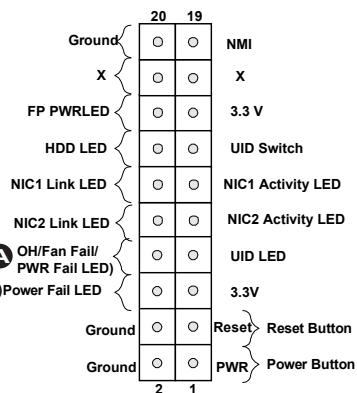 20 19
Ground NMI
X X
FP PWRLED 3.3 V
HDD LED UID Switch
NIC1 Link LED NIC1 Activity LED
NIC2 Link LED NIC2 Activity LED
A OH/Fan Fail/
PWR Fail LED) UID LED
)Power Fail LED 3.3V
Ground Reset Reset Button
Ground PWR Power Button
2 1